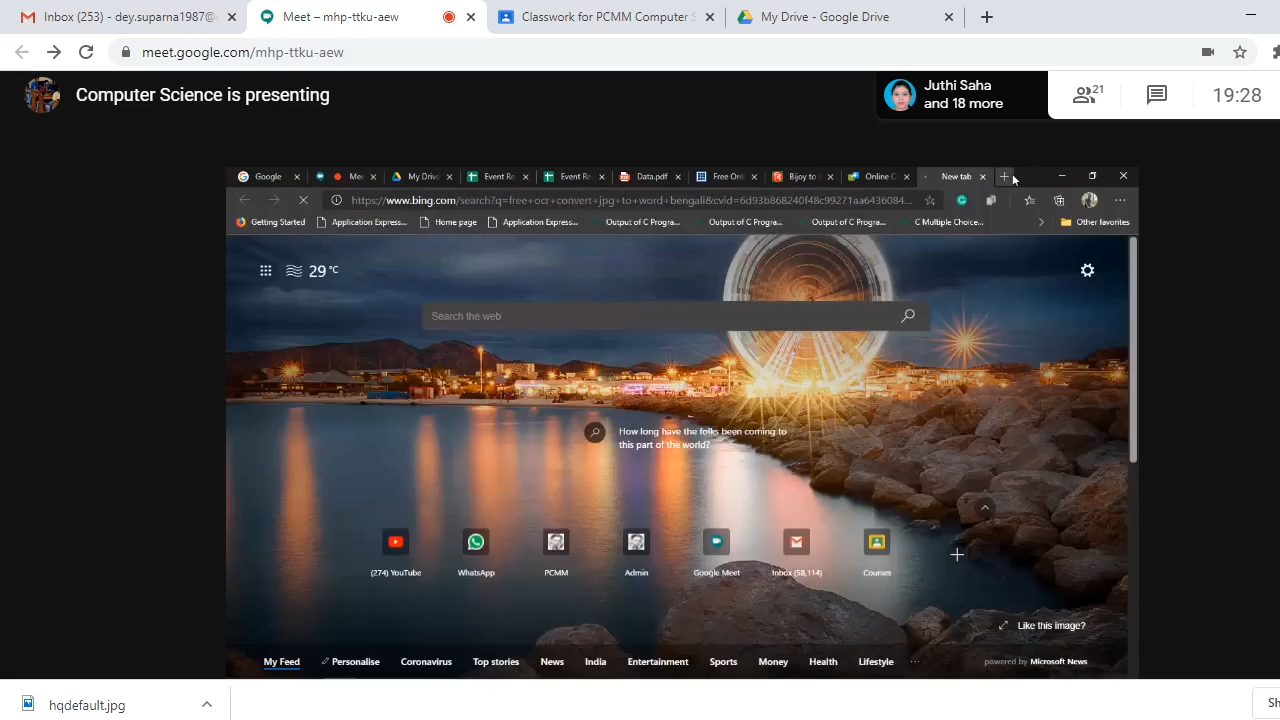 Inbox (253) - dey.suparna1987@
Meet – mhp-ttku-aew
Classwork for PCMM Computer S
My Drive - Google Drive
meet.google.com/mhp-ttku-aew
Computer Science is presenting
Juthi Saha
and 18 more
21
19:28
Google
Mee
My Drive
Event Re
Event Re
Data.pdf
Free Onl
Bijoy to U
Online O
New tab
https://www.bing.com/search?q=free+ocr+convert+jpg+to+word+bengali&cvid=6d93b868240f48c99271aa6436084...
Getting Started
Application Express...
Home page
Application Express...
Output of C Progra...
Output of C Progra...
Output of C Progra...
C Multiple Choice...
Other favorites
29 °C
Search the web
How long have the folks been coming to
this part of the world?
(274) YouTube
WhatsApp
PCMM
Admin
Google Meet
Inbox (58,114)
Courses
Like this image?
My Feed
Personalise
Coronavirus
Top stories
News
India
Entertainment
Sports
Money
Health
Lifestyle
...
powered by Microsoft News
hqdefault.jpg
Sh